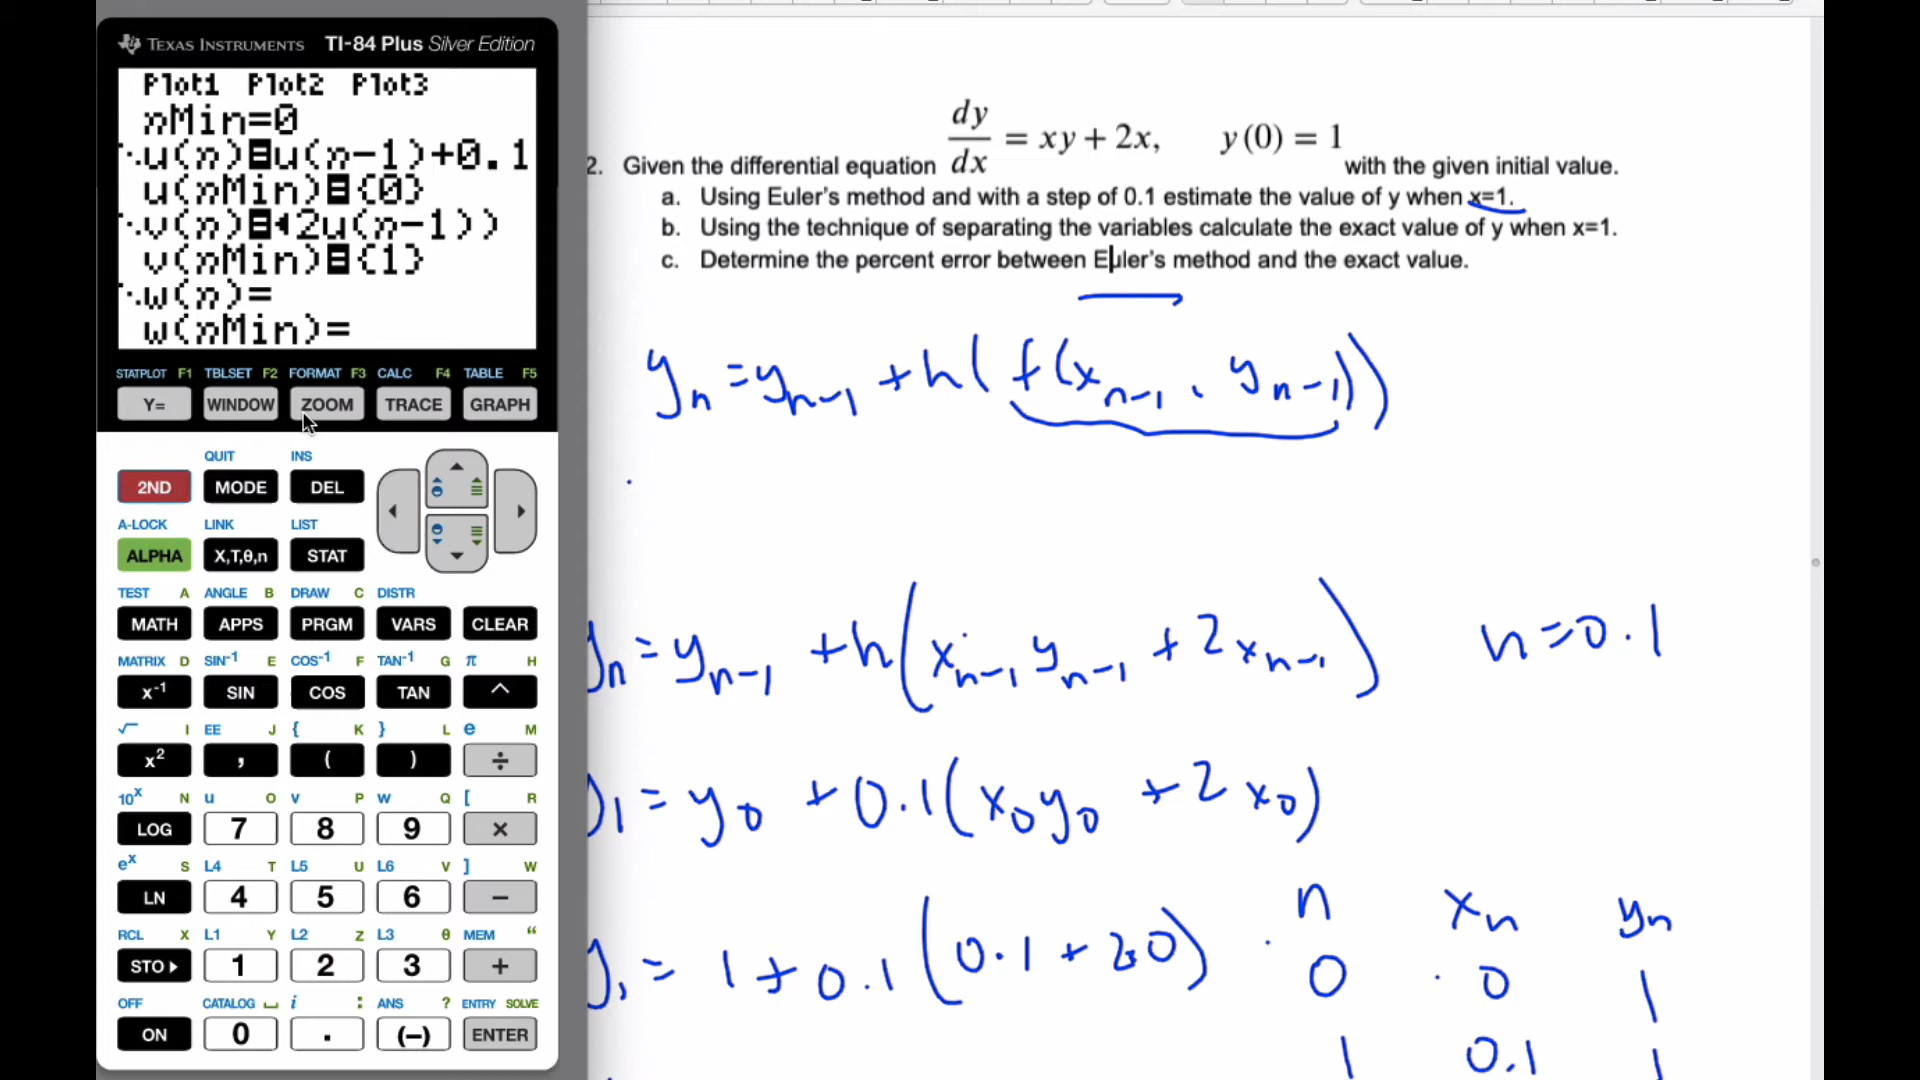 TEXAS INSTRUMENTS TI-84 Plus Silver Edition
Plot1 Plot2 Plot3
nMin=0
u(n)=u(n-1)+0.1
u(nMin)={0}
v(n)=◂2u(n-1))
v(nMin)={1}
w(n)=
w(nMin)=
STATPLOT F1 TBLSET F2 FORMAT F3 CALC F4 TABLE F5
Y= WINDOW ZOOM TRACE GRAPH
QUIT INS
2ND MODE DEL
A-LOCK LINK LIST
ALPHA X,T,θ,n STAT
TEST A ANGLE B DRAW C DISTR
MATH APPS PRGM VARS CLEAR
MATRIX D SIN⁻¹ E COS⁻¹ F TAN⁻¹ G π H
x⁻¹ SIN COS TAN ^
√ I EE J { K } L e M
x² , ( ) ÷
10ˣ N u O v P w Q [ R
LOG 7 8 9 ×
eˣ S L4 T L5 U L6 V ] W
LN 4 5 6 −
RCL X L1 Y L2 Z L3 θ MEM "
STO▸ 1 2 3 +
OFF CATALOG ⎵ i : ANS ? ENTRY SOLVE
ON 0 . (−) ENTER
2. Given the differential equation dy/dx = xy + 2x, y(0) = 1 with the given initial value.
a. Using Euler's method and with a step of 0.1 estimate the value of y when x=1.
b. Using the technique of separating the variables calculate the exact value of y when x=1.
c. Determine the percent error between Euler's method and the exact value.
yₙ = yₙ₋₁ + h( f(xₙ₋₁ , yₙ₋₁))
yₙ = yₙ₋₁ + h(xₙ₋₁yₙ₋₁ + 2xₙ₋₁) h=0.1
y₁ = y₀ + 0.1(x₀y₀ + 2x₀)
y₁ = 1 + 0.1(0·1 + 2·0)
n xₙ yₙ
0 0 1
1 0.1 1